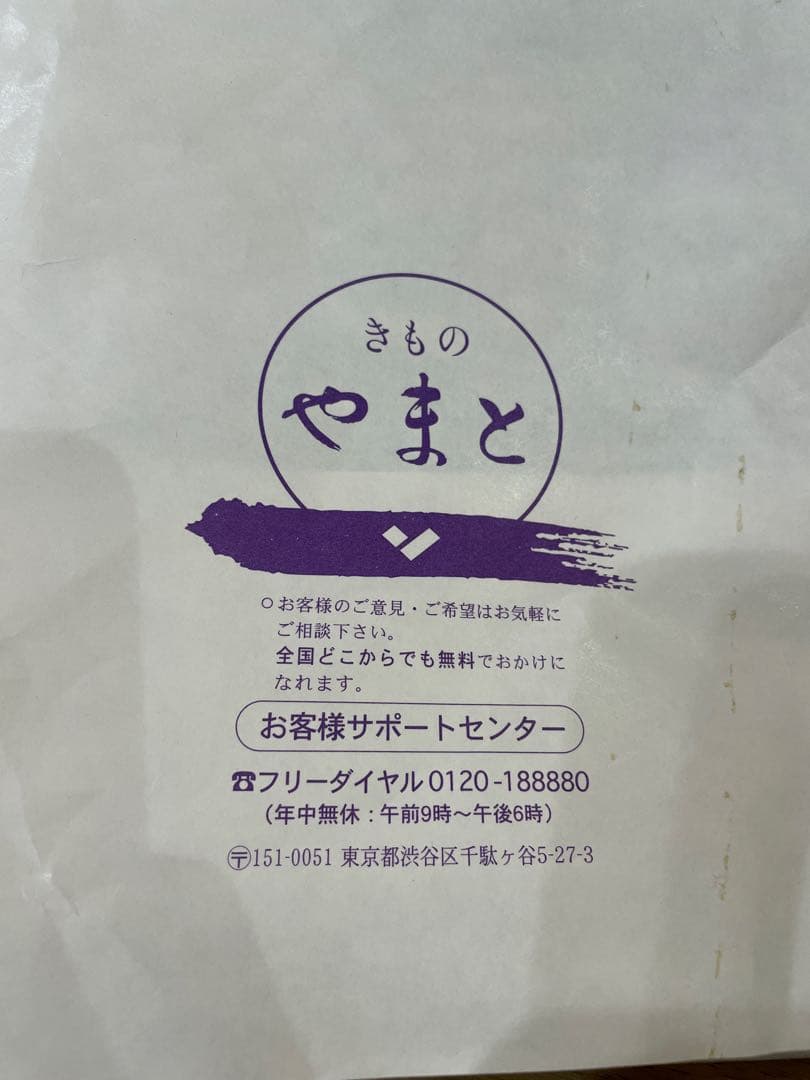 きもの
やまと
○お客様のご意見・ご希望はお気軽に
ご相談下さい。
全国どこからでも無料でおかけに
なれます。
お客様サポートセンター
☎フリーダイヤル0120-188880
（年中無休：午前9時～午後6時）
〒151-0051 東京都渋谷区千駄ヶ谷5-27-3